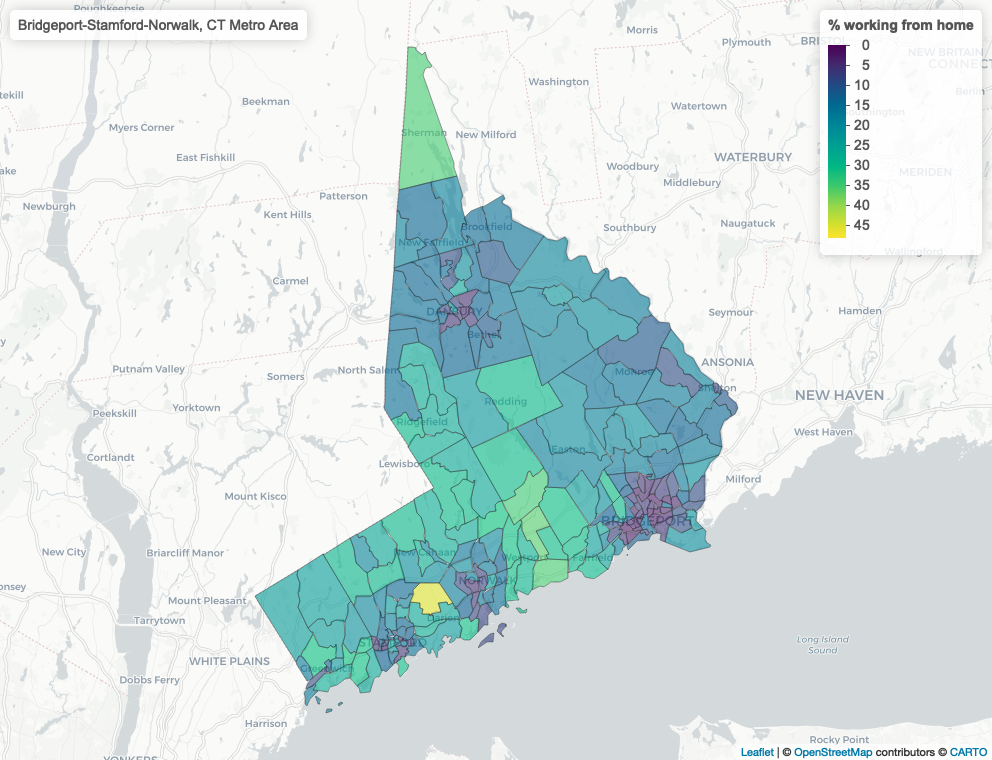 Bridgeport-Stamford-Norwalk, CT Metro Area
% working from home
0
5
10
15
20
25
30
35
40
45
Poughkeepsie
Morris
Plymouth
BRIST
NEW BRITAIN
CONNECT
Berlin
Washington
tekill
Beekman
Watertown
Myers Corner
Sherman
New Milford
East Fishkill
WATERBURY
Woodbury
MERIDEN
ake
Middlebury
Patterson
Newburgh
Kent Hills
Brookfield
Southbury
Naugatuck
New Fairfield
Carmel
DANBURY
Seymour
Hamden
Bethel
ANSONIA
Putnam Valley
Somers
North Salem
Monroe
Shelton
NEW HAVEN
Peekskill
Yorktown
Redding
Ridgefield
West Haven
Cortlandt
Lewisboro
Easton
Milford
Mount Kisco
BRIDGEPORT
New City
Briarcliff Manor
New Canaan
Westport
Fairfield
onsey
NORWALK
Mount Pleasant
Tarrytown
Darien
STAMFORD
Long Island
Sound
WHITE PLAINS
Greenwich
Dobbs Ferry
Harrison
Rocky Point
YONKERS
Leaflet | © OpenStreetMap contributors © CARTO